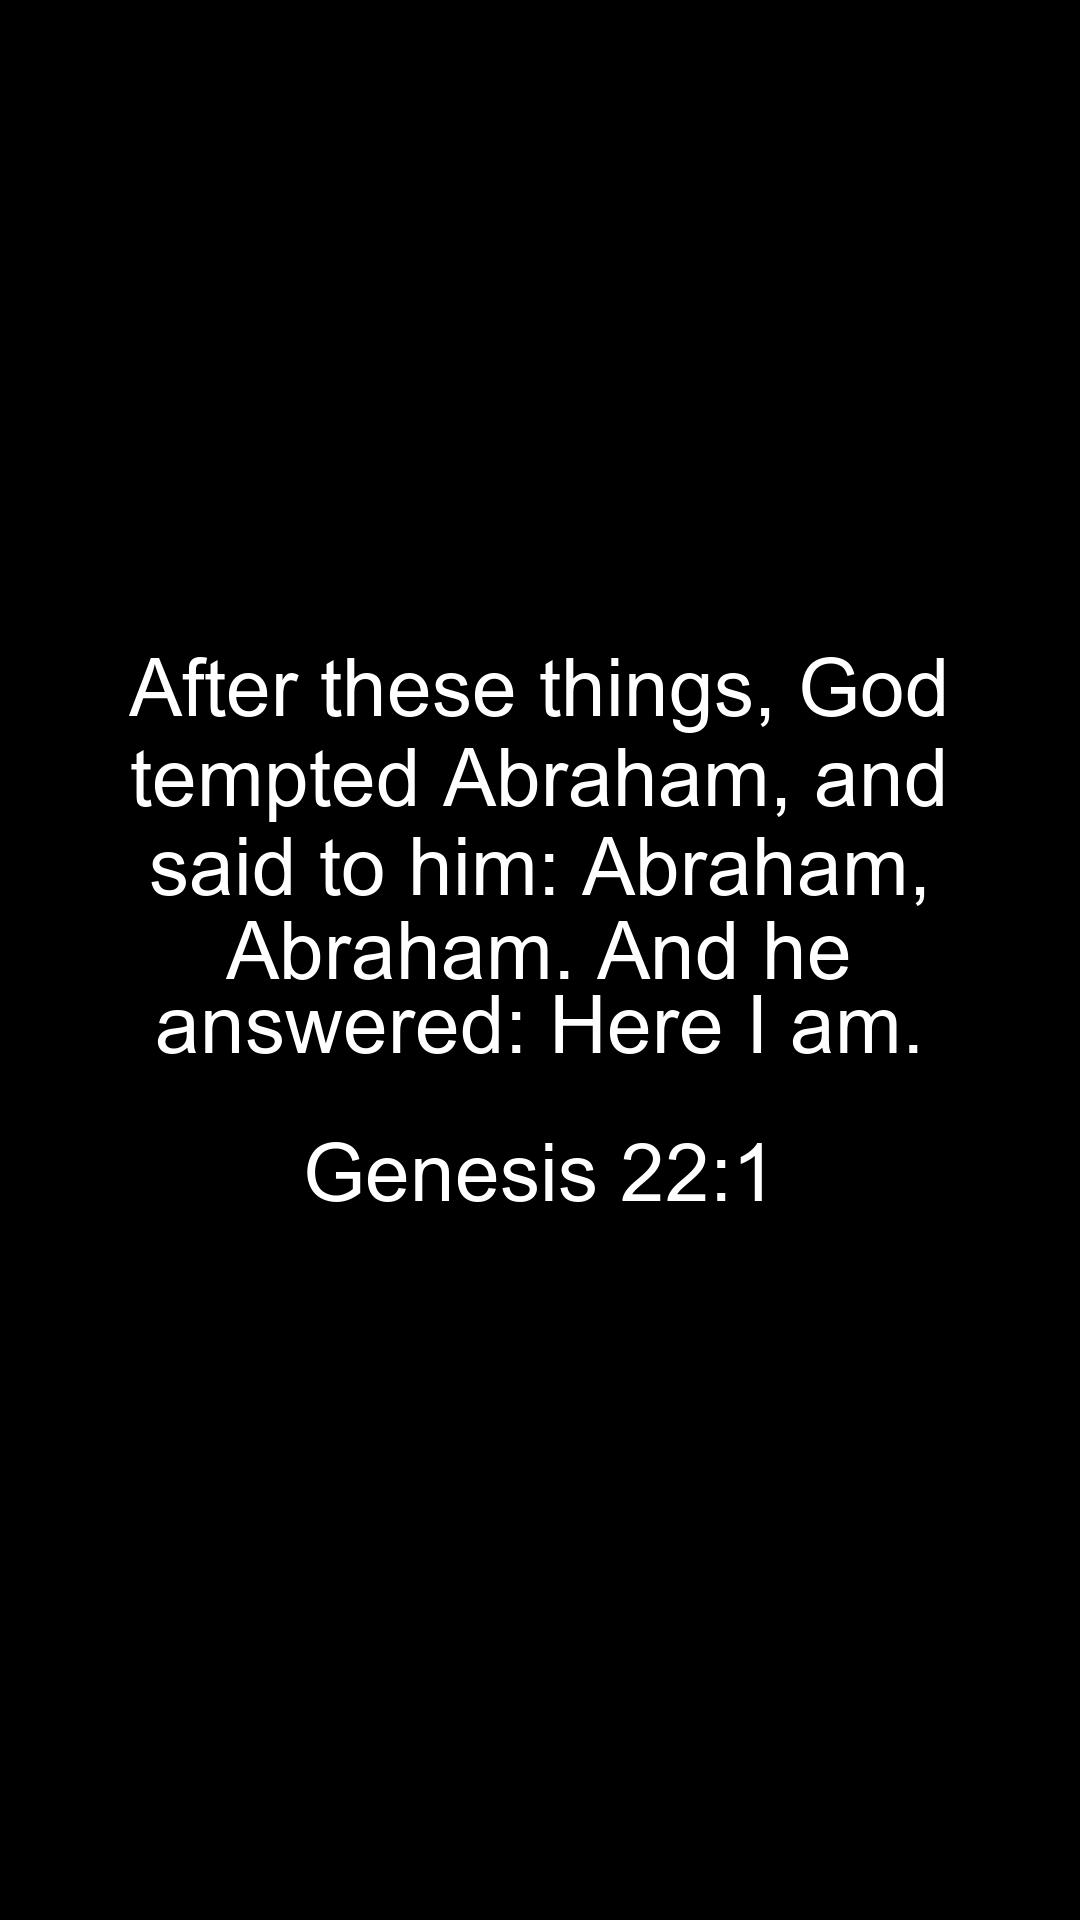 After these things, God
tempted Abraham, and
said to him: Abraham,
Abraham. And he
answered: Here I am.
Genesis 22:1